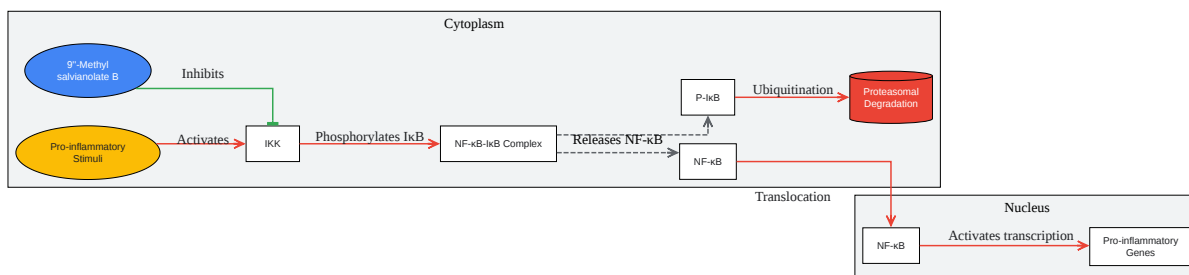 Cytoplasm
9"-Methyl
salvianolate B
Inhibits
Pro-inflammatory
Stimuli
Activates
IKK
Phosphorylates IκB
NF-κB-IκB Complex
Releases NF-κB
P-IκB
Ubiquitination
Proteasomal
Degradation
NF-κB
Translocation
Nucleus
NF-κB
Activates transcription
Pro-inflammatory
Genes